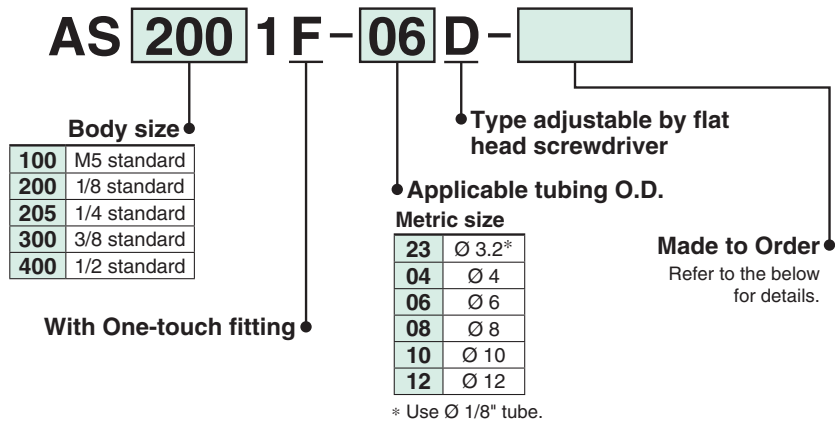 AS 200 1 F - 06 D -
Type adjustable by flat
head screwdriver
Body size
100 M5 standard
200 1/8 standard
205 1/4 standard
300 3/8 standard
400 1/2 standard
Applicable tubing O.D.
Metric size
23 Ø 3.2*
04 Ø 4
06 Ø 6
08 Ø 8
10 Ø 10
12 Ø 12
* Use Ø 1/8" tube.
Made to Order
Refer to the below
for details.
With One-touch fitting